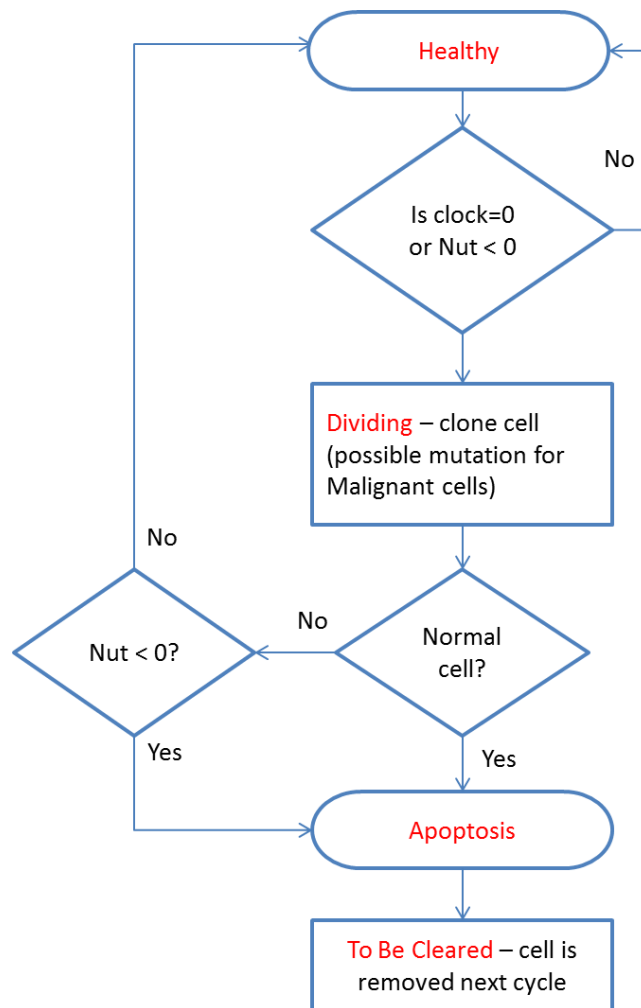 Healthy
No
Is clock=0
or Nut < 0
Dividing – clone cell
(possible mutation for
Malignant cells)
No
No
Nut < 0?
Normal
cell?
Yes
Yes
Apoptosis
To Be Cleared – cell is
removed next cycle